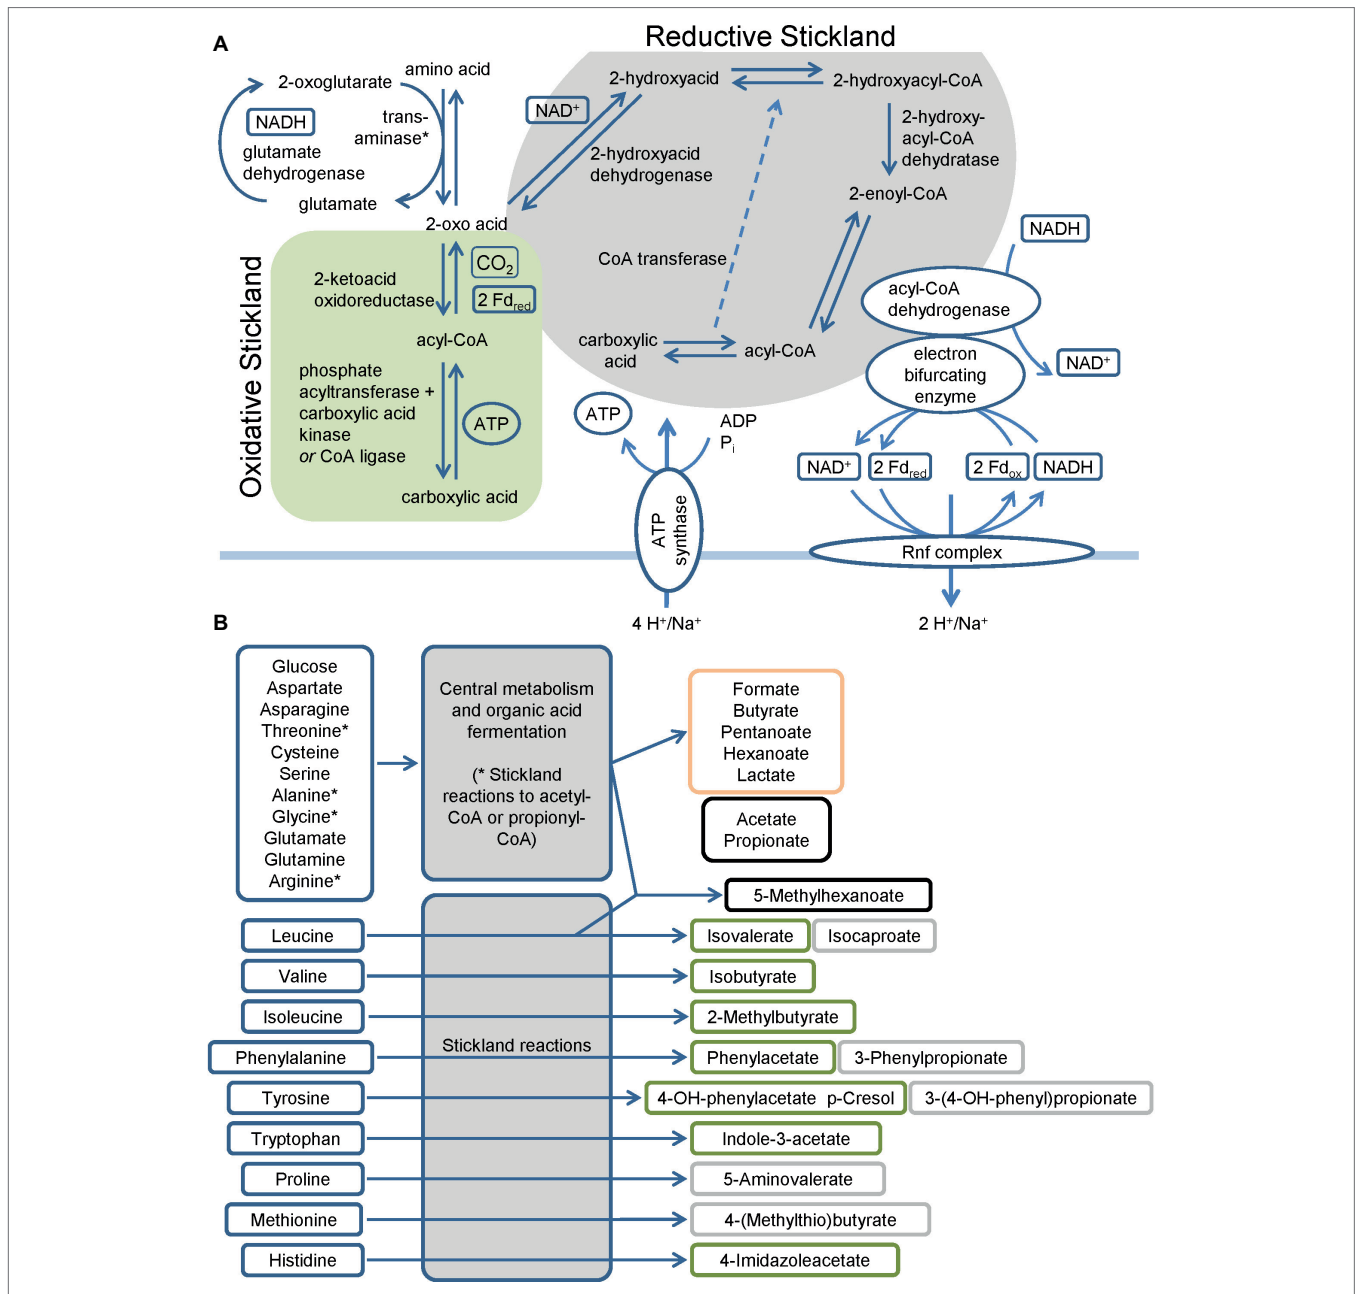 A
Reductive Stickland
2-oxoglutarate
amino acid
NADH
trans-
aminase*
glutamate
dehydrogenase
glutamate
2-oxo acid
NAD⁺
2-hydroxyacid
2-hydroxyacyl-CoA
2-hydroxyacid
dehydrogenase
2-hydroxy-
acyl-CoA
dehydratase
2-enoyl-CoA
CoA transferase
carboxylic
acid
acyl-CoA
Oxidative Stickland
2-ketoacid
oxidoreductase
CO₂
2 Fdred
acyl-CoA
phosphate
acyltransferase +
carboxylic acid
kinase
or CoA ligase
ATP
carboxylic acid
NADH
acyl-CoA
dehydrogenase
NAD⁺
electron
bifurcating
enzyme
NAD⁺
2 Fdred
2 Fdox
NADH
ATP
ADP
Pi
ATP
synthase
Rnf complex
4 H⁺/Na⁺
2 H⁺/Na⁺
B
Glucose
Aspartate
Asparagine
Threonine*
Cysteine
Serine
Alanine*
Glycine*
Glutamate
Glutamine
Arginine*
Central metabolism
and organic acid
fermentation
(* Stickland
reactions to acetyl-
CoA or propionyl-
CoA)
Formate
Butyrate
Pentanoate
Hexanoate
Lactate
Acetate
Propionate
5-Methylhexanoate
Leucine
Isovalerate
Isocaproate
Valine
Isobutyrate
Isoleucine
2-Methylbutyrate
Stickland reactions
Phenylalanine
Phenylacetate
3-Phenylpropionate
Tyrosine
4-OH-phenylacetate p-Cresol
3-(4-OH-phenyl)propionate
Tryptophan
Indole-3-acetate
Proline
5-Aminovalerate
Methionine
4-(Methylthio)butyrate
Histidine
4-Imidazoleacetate